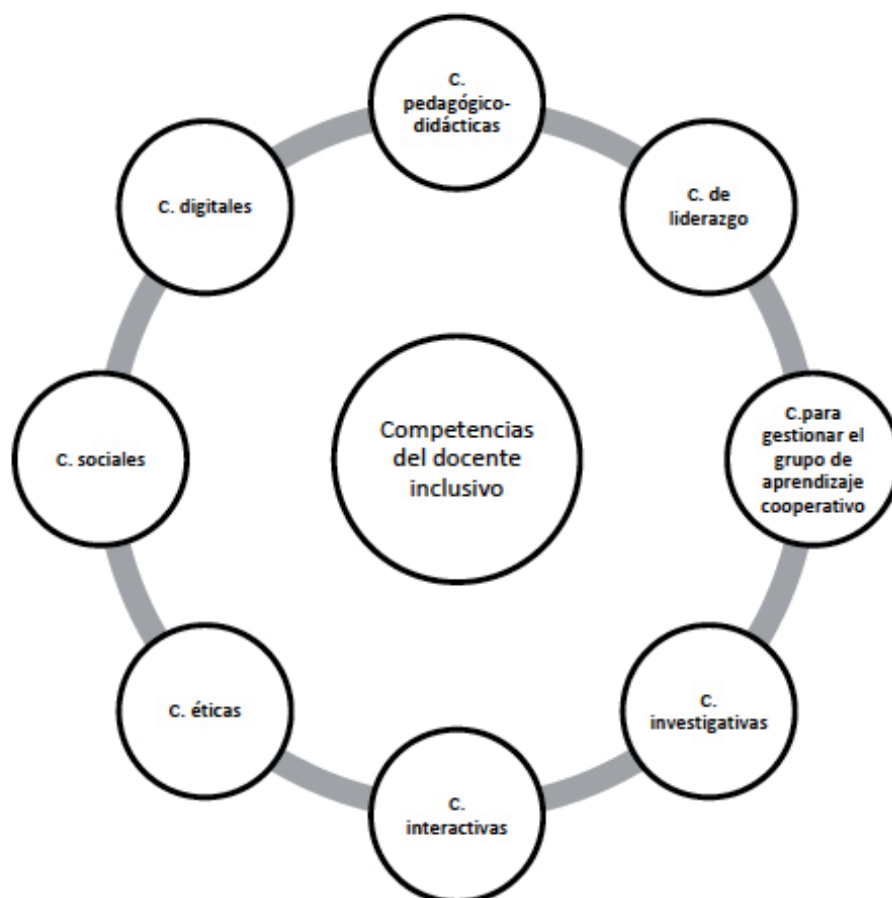 C.
pedagógico-
didácticas
C. de
liderazgo
C.para
gestionar el
grupo de
aprendizaje
cooperativo
C.
investigativas
C.
interactivas
C. éticas
C. sociales
C. digitales
Competencias
del docente
inclusivo